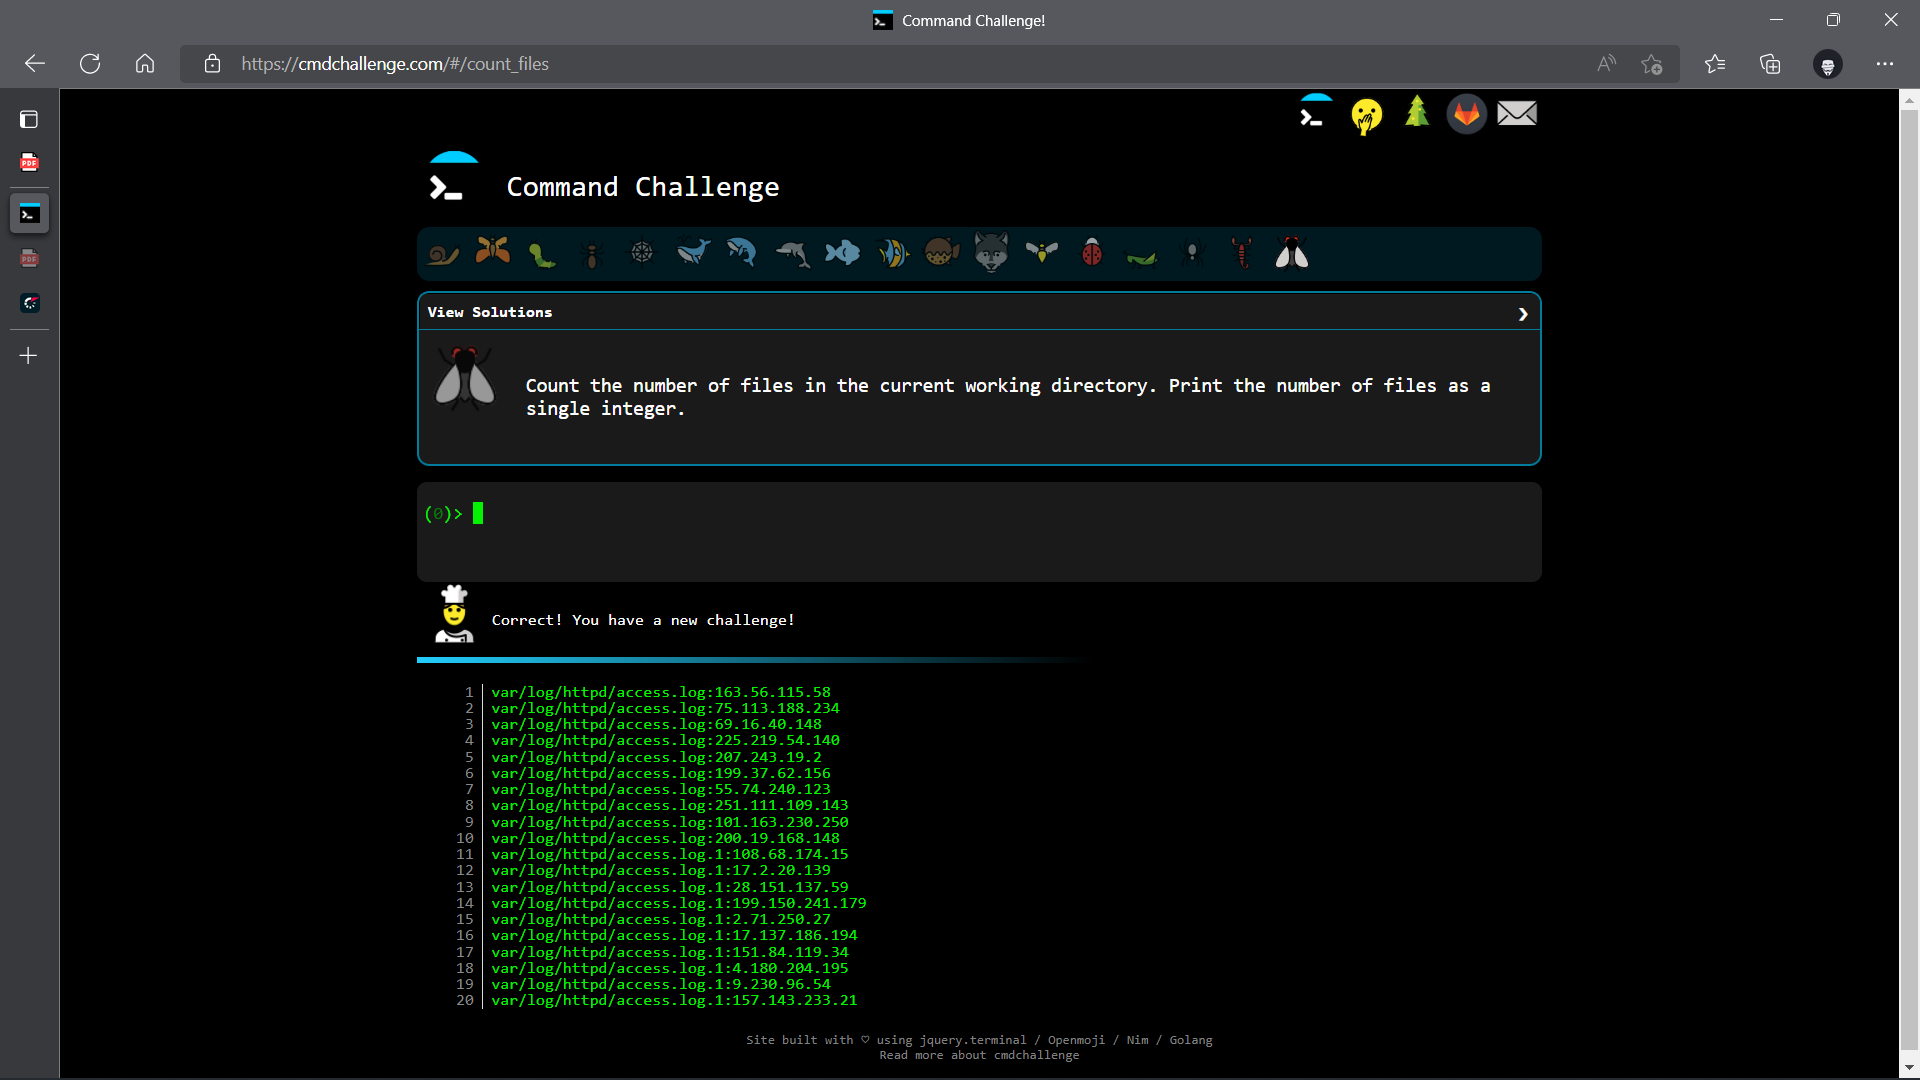 Command Challenge!
https://cmdchallenge.com/#/count_files
Command Challenge
View Solutions
Count the number of files in the current working directory. Print the number of files as a
single integer.
(0)>
Correct! You have a new challenge!
1 var/log/httpd/access.log:163.56.115.58
2 var/log/httpd/access.log:75.113.188.234
3 var/log/httpd/access.log:69.16.40.148
4 var/log/httpd/access.log:225.219.54.140
5 var/log/httpd/access.log:207.243.19.2
6 var/log/httpd/access.log:199.37.62.156
7 var/log/httpd/access.log:55.74.240.123
8 var/log/httpd/access.log:251.111.109.143
9 var/log/httpd/access.log:101.163.230.250
10 var/log/httpd/access.log:200.19.168.148
11 var/log/httpd/access.log.1:108.68.174.15
12 var/log/httpd/access.log.1:17.2.20.139
13 var/log/httpd/access.log.1:28.151.137.59
14 var/log/httpd/access.log.1:199.150.241.179
15 var/log/httpd/access.log.1:2.71.250.27
16 var/log/httpd/access.log.1:17.137.186.194
17 var/log/httpd/access.log.1:151.84.119.34
18 var/log/httpd/access.log.1:4.180.204.195
19 var/log/httpd/access.log.1:9.230.96.54
20 var/log/httpd/access.log.1:157.143.233.21
Site built with ♡ using jquery.terminal / Openmoji / Nim / Golang
Read more about cmdchallenge